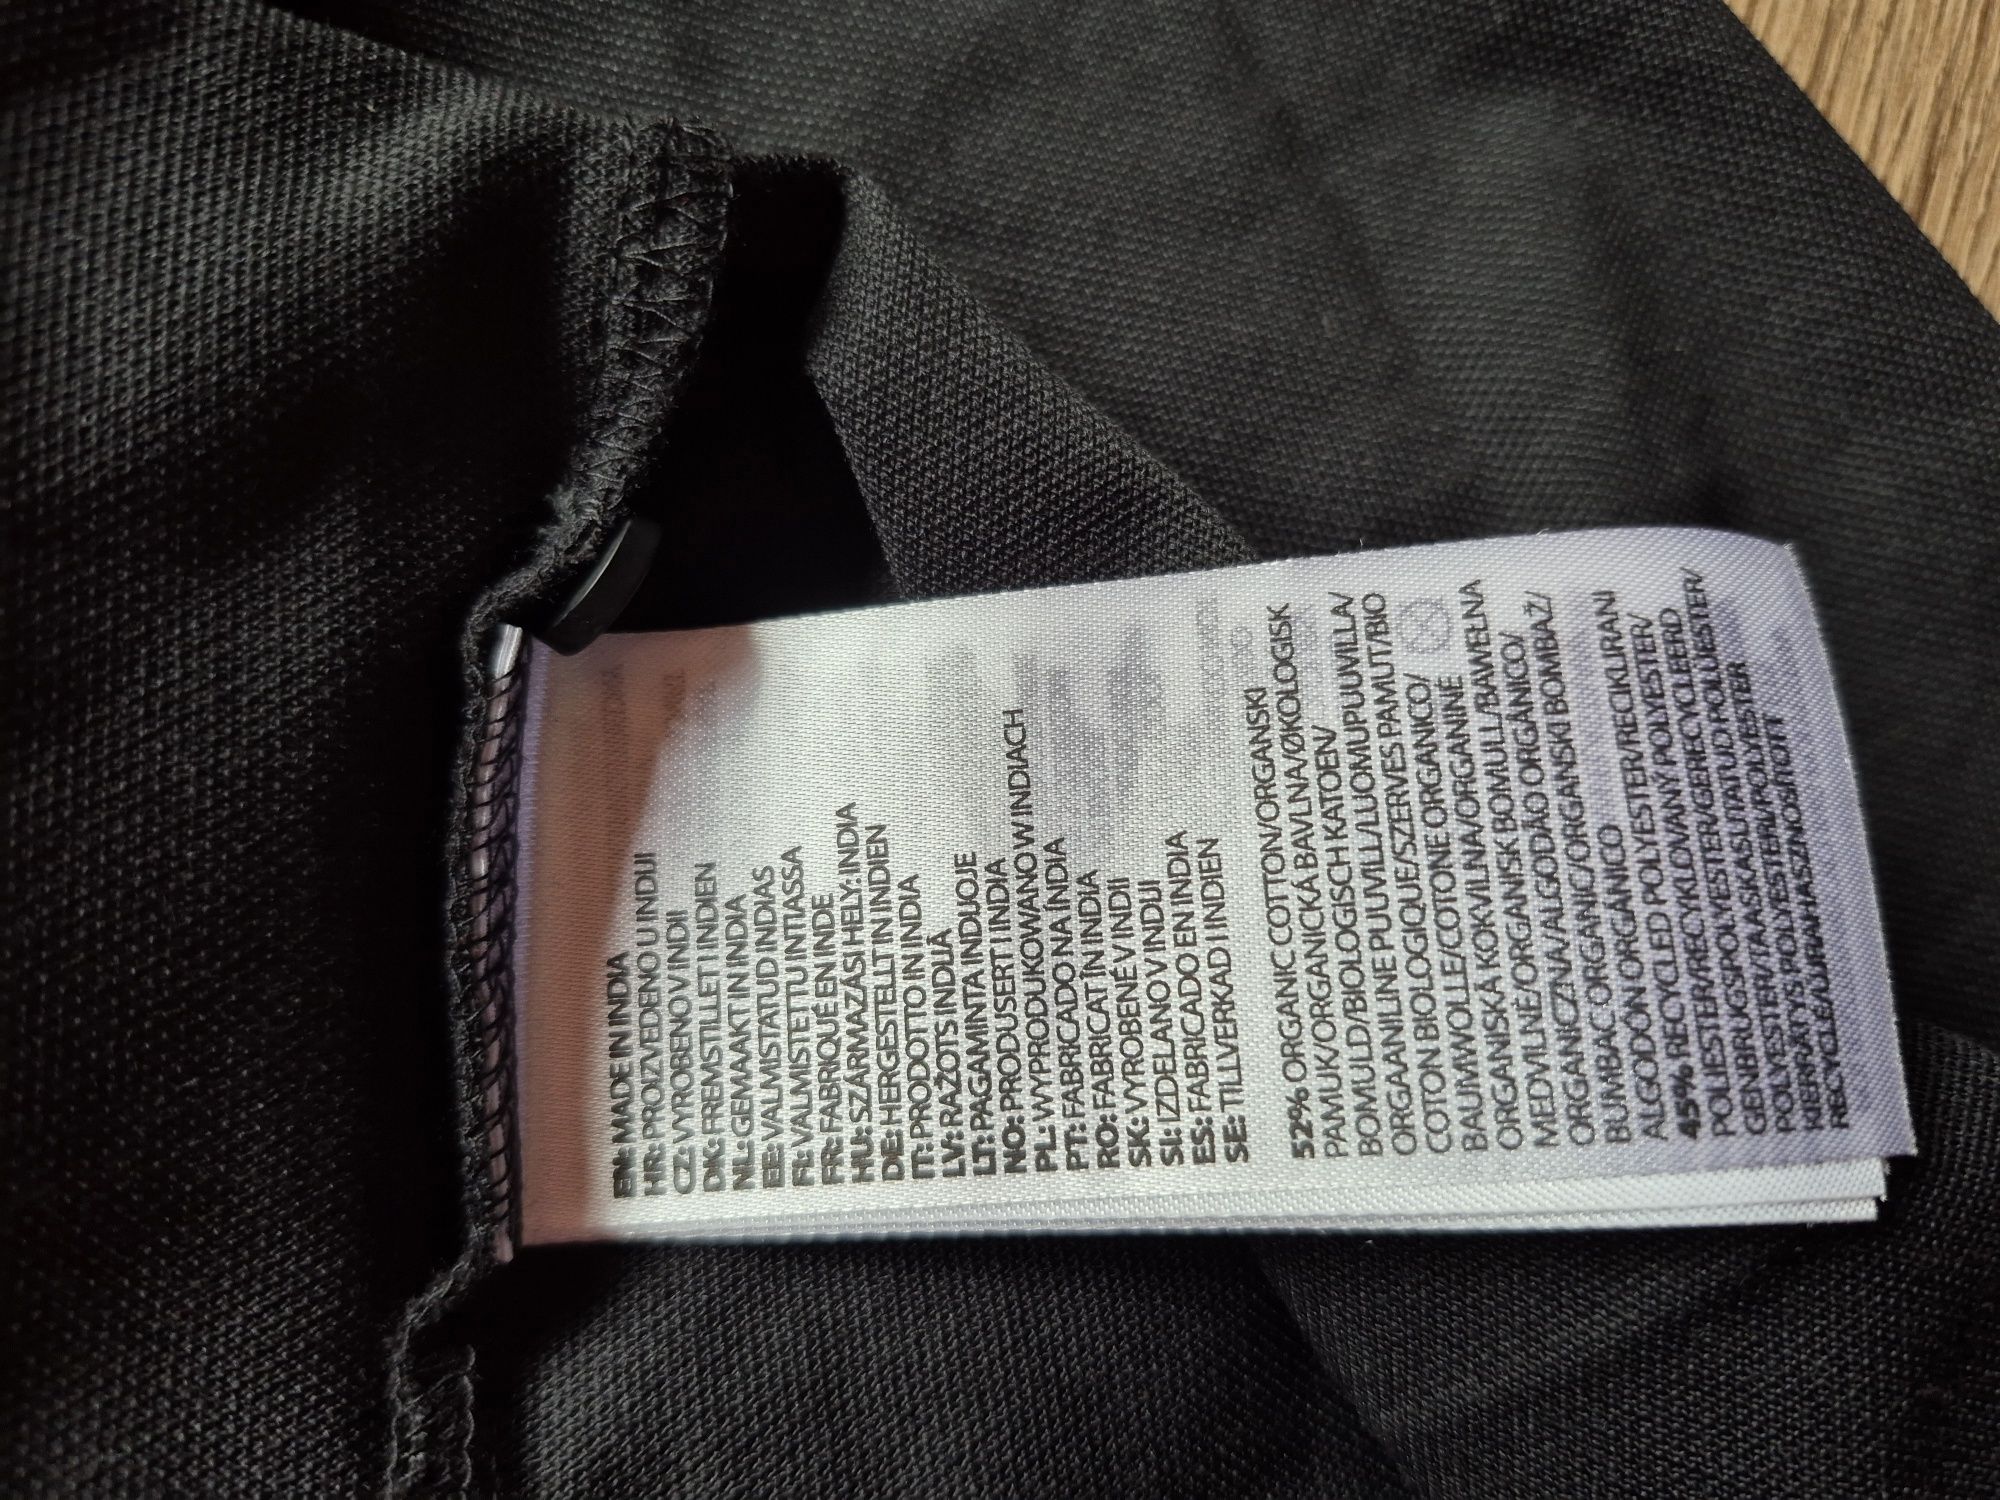 EN: MADE IN INDIA
HR: PROIZVEDENO U INDIJI
CZ: VYROBENO V INDII
DK: FREMSTILLET I INDIEN
NL: GEMAAKT IN INDIA
EE: VALMISTATUD INDIAS
FI: VALMISTETTU INTIASSA
FR: FABRIQUÉ EN INDE
HU: SZÁRMAZÁSI HELY: INDIA
DE: HERGESTELLT IN INDIEN
IT: PRODOTTO IN INDIA
LV: RAŽOTS INDIJĀ
LT: PAGAMINTA INDIJOJE
NO: PRODUSERT I INDIA
PL: WYPRODUKOWANO W INDIACH
PT: FABRICADO NA ÍNDIA
RO: FABRICAT ÎN INDIA
SK: VYROBENÉ V INDII
SI: IZDELANO V INDIJI
ES: FABRICADO EN INDIA
SE: TILLVERKAD I INDIEN
52% ORGANIC COTTON/ORGANSKI
PAMUK/ORGANICKÁ BAVLNA/ØKOLOGISK
BOMULD/BIOLOGISCH KATOEN/
ORGAANILINE PUUVILL/LUOMUPUUVILLA/
COTON BIOLOGIQUE/SZERVES PAMUT/BIO
BAUMWOLLE/COTONE ORGANICO/
ORGANISKĀ KOKVILNA/ORGANINĖ
MEDVILNĖ/ORGANISK BOMULL/BAWEŁNA
ORGANICZNA/ALGODÃO ORGÂNICO/
BUMBAC ORGANIC/ORGANSKI BOMBAŽ/
ALGODÓN ORGÁNICO
45% RECYCLED POLYESTER/RECIKLIRANI
POLIESTER/RECYKLOVANÝ POLYESTER/
GENBRUGSPOLYESTER/GERECYCLEERD
POLYESTER/TAASKASUTATUD POLÜESTER/
KIERRÄTYS POLYESTERIA/POLYESTER
RECYCLÉ/ÚJRAHASZNOSÍTOTT